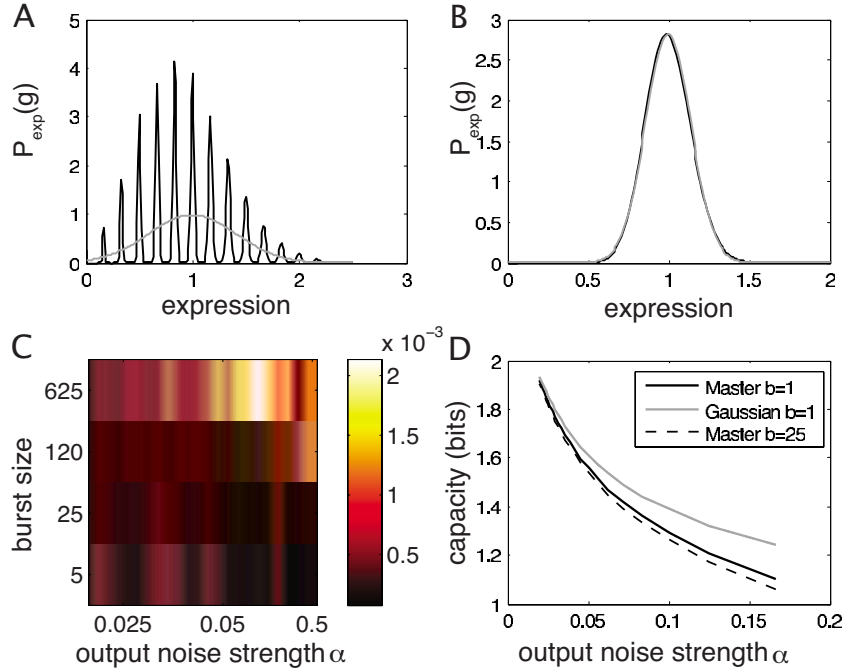 A
B
5
4
3
2
1
0
P_exp(g)
0 1 2 3
expression
3
2.5
2
1.5
1
0.5
0
P_exp(g)
0 0.5 1 1.5 2
expression
C
D
625
120
25
5
burst size
0.025 0.05 0.5
output noise strength α
x 10^-3
2
1.5
1
0.5
2
1.8
1.6
1.4
1.2
1
capacity (bits)
Master b=1
Gaussian b=1
Master b=25
0 0.05 0.1 0.15 0.2
output noise strength α